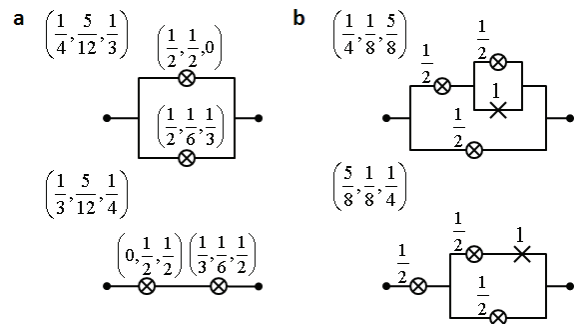 a
(1/4, 5/12, 1/3)
(1/2, 1/2, 0)
(1/2, 1/6, 1/3)
(1/3, 5/12, 1/4)
(0, 1/2, 1/2) (1/3, 1/6, 1/2)
b
(1/4, 1/8, 5/8)
1/2
1/2
1
1/2
(5/8, 1/8, 1/4)
1/2
1/2
1
1/2